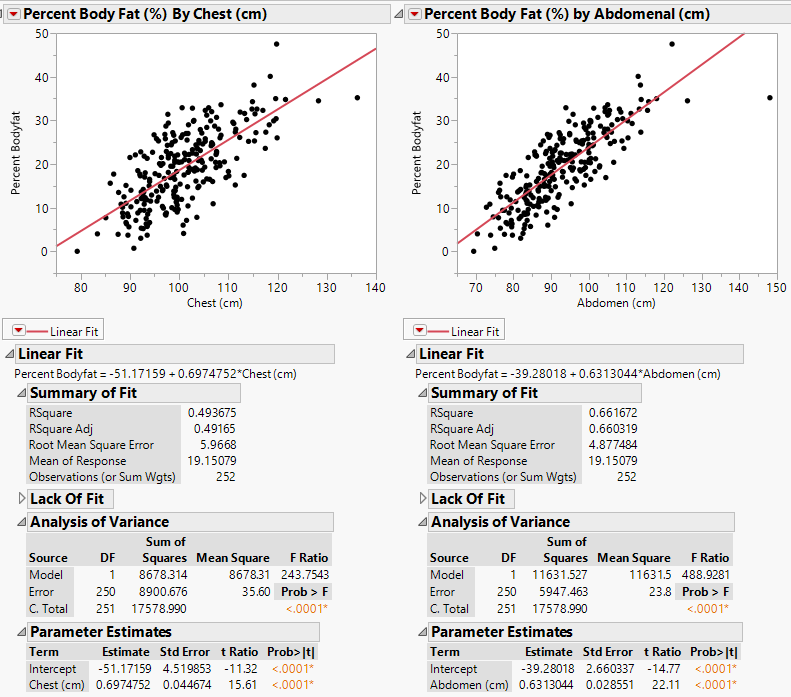 Percent Body Fat (%) By Chest (cm)
50
40
30
20
10
0
Percent Bodyfat
80 90 100 110 120 130 140
Chest (cm)
Linear Fit
Linear Fit
Percent Bodyfat = -51.17159 + 0.6974752*Chest (cm)
Summary of Fit
RSquare 0.493675
RSquare Adj 0.49165
Root Mean Square Error 5.9668
Mean of Response 19.15079
Observations (or Sum Wgts) 252
Lack Of Fit
Analysis of Variance
Sum of
Source DF Squares Mean Square F Ratio
Model 1 8678.314 8678.31 243.7543
Error 250 8900.676 35.60 Prob > F
C. Total 251 17578.990 <.0001*
Parameter Estimates
Term Estimate Std Error t Ratio Prob>|t|
Intercept -51.17159 4.519853 -11.32 <.0001*
Chest (cm) 0.6974752 0.044674 15.61 <.0001*
Percent Body Fat (%) by Abdomenal (cm)
50
40
30
20
10
0
Percent Bodyfat
70 80 90 100 110 120 130 140 150
Abdomen (cm)
Linear Fit
Linear Fit
Percent Bodyfat = -39.28018 + 0.6313044*Abdomen (cm)
Summary of Fit
RSquare 0.661672
RSquare Adj 0.660319
Root Mean Square Error 4.877484
Mean of Response 19.15079
Observations (or Sum Wgts) 252
Lack Of Fit
Analysis of Variance
Sum of
Source DF Squares Mean Square F Ratio
Model 1 11631.527 11631.5 488.9281
Error 250 5947.463 23.8 Prob > F
C. Total 251 17578.990 <.0001*
Parameter Estimates
Term Estimate Std Error t Ratio Prob>|t|
Intercept -39.28018 2.660337 -14.77 <.0001*
Abdomen (cm) 0.6313044 0.028551 22.11 <.0001*